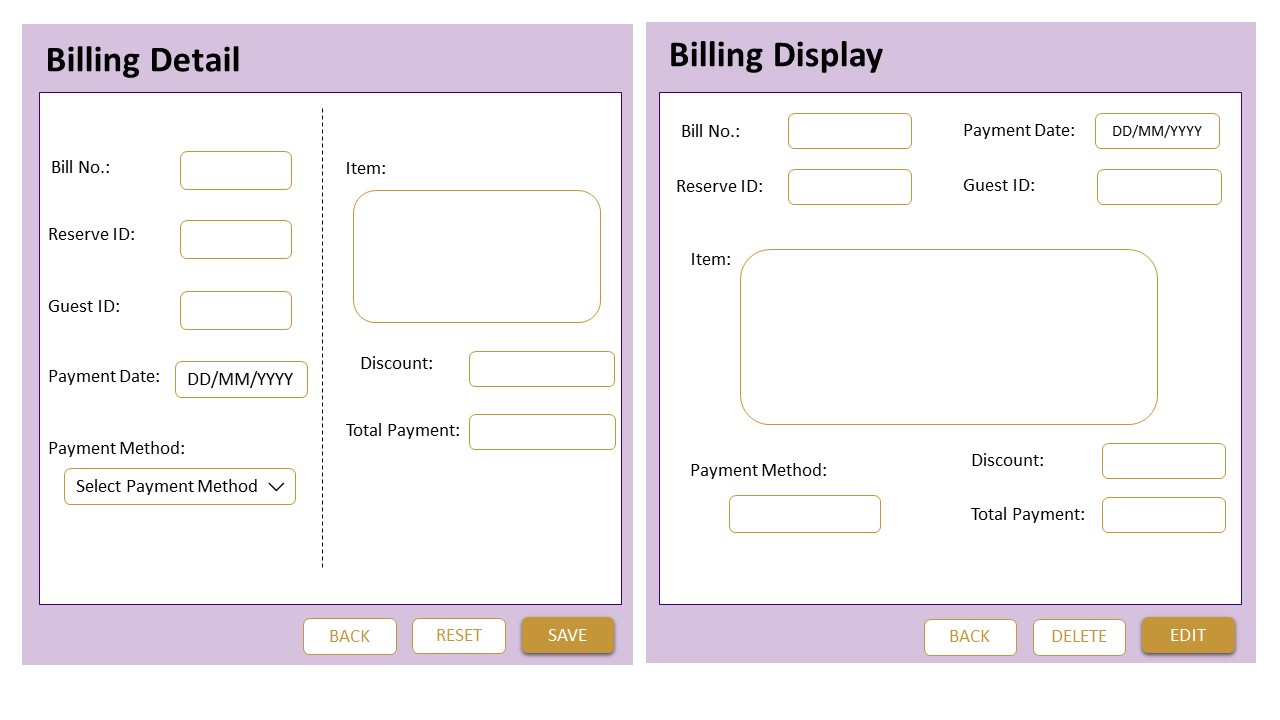 Billing Detail
Bill No.:
Reserve ID:
Guest ID:
Payment Date: DD/MM/YYYY
Payment Method:
Select Payment Method
Item:
Discount:
Total Payment:
BACK RESET SAVE
Billing Display
Bill No.: Payment Date: DD/MM/YYYY
Reserve ID: Guest ID:
Item:
Payment Method:
Discount:
Total Payment:
BACK DELETE EDIT